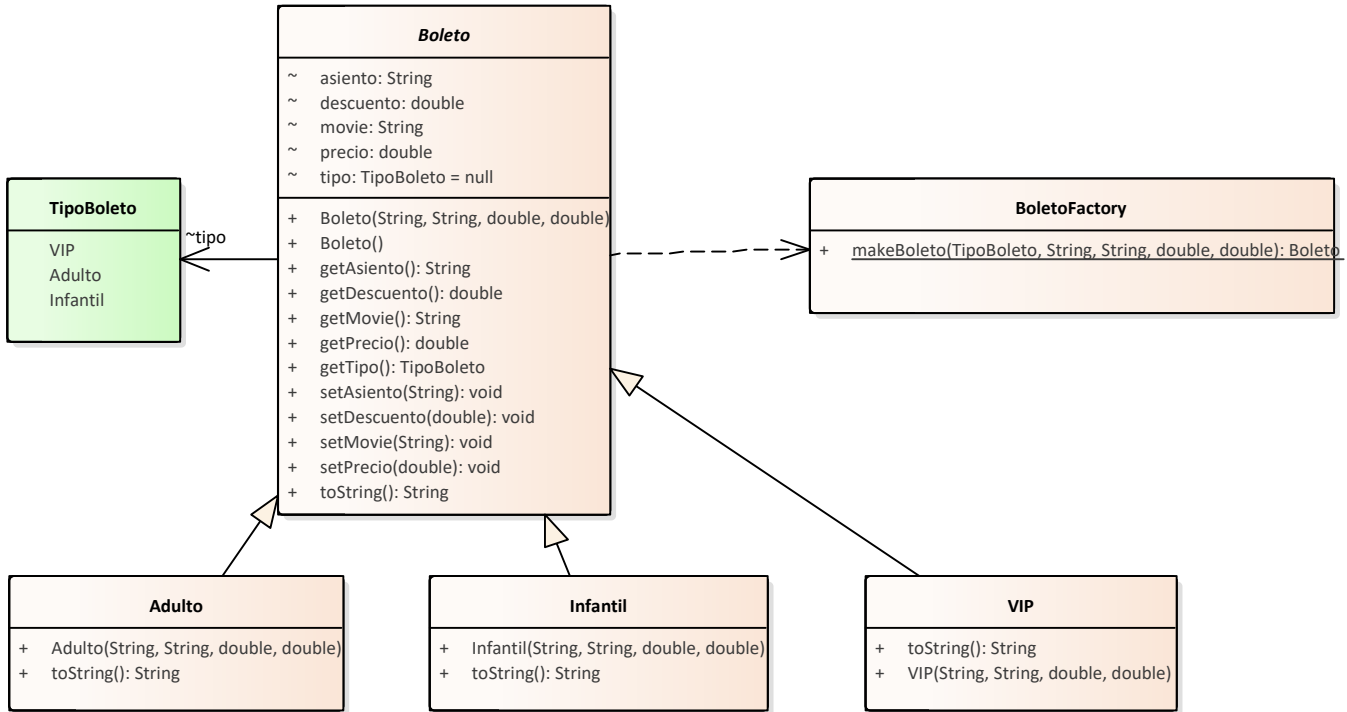 Boleto
~ asiento: String
~ descuento: double
~ movie: String
~ precio: double
~ tipo: TipoBoleto = null
+ Boleto(String, String, double, double)
+ Boleto()
+ getAsiento(): String
+ getDescuento(): double
+ getMovie(): String
+ getPrecio(): double
+ getTipo(): TipoBoleto
+ setAsiento(String): void
+ setDescuento(double): void
+ setMovie(String): void
+ setPrecio(double): void
+ toString(): String
TipoBoleto
VIP
Adulto
Infantil
~tipo
BoletoFactory
+ makeBoleto(TipoBoleto, String, String, double, double): Boleto
Adulto
+ Adulto(String, String, double, double)
+ toString(): String
Infantil
+ Infantil(String, String, double, double)
+ toString(): String
VIP
+ toString(): String
+ VIP(String, String, double, double)